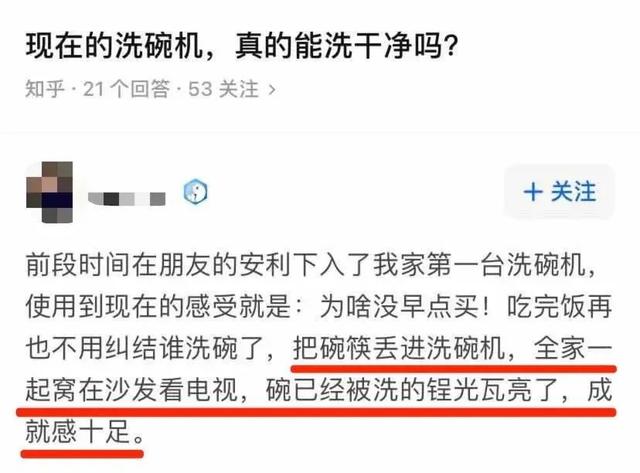 现在的洗碗机，真的能洗干净吗？
知乎 · 21 个回答 · 53 关注 >
+ 关注
前段时间在朋友的安利下入了我家第一台洗碗机，
使用到现在的感受就是：为啥没早点买！吃完饭再
也不用纠结谁洗碗了，把碗筷丢进洗碗机，全家一
起窝在沙发看电视，碗已经被洗的锃光瓦亮了，成
就感十足。